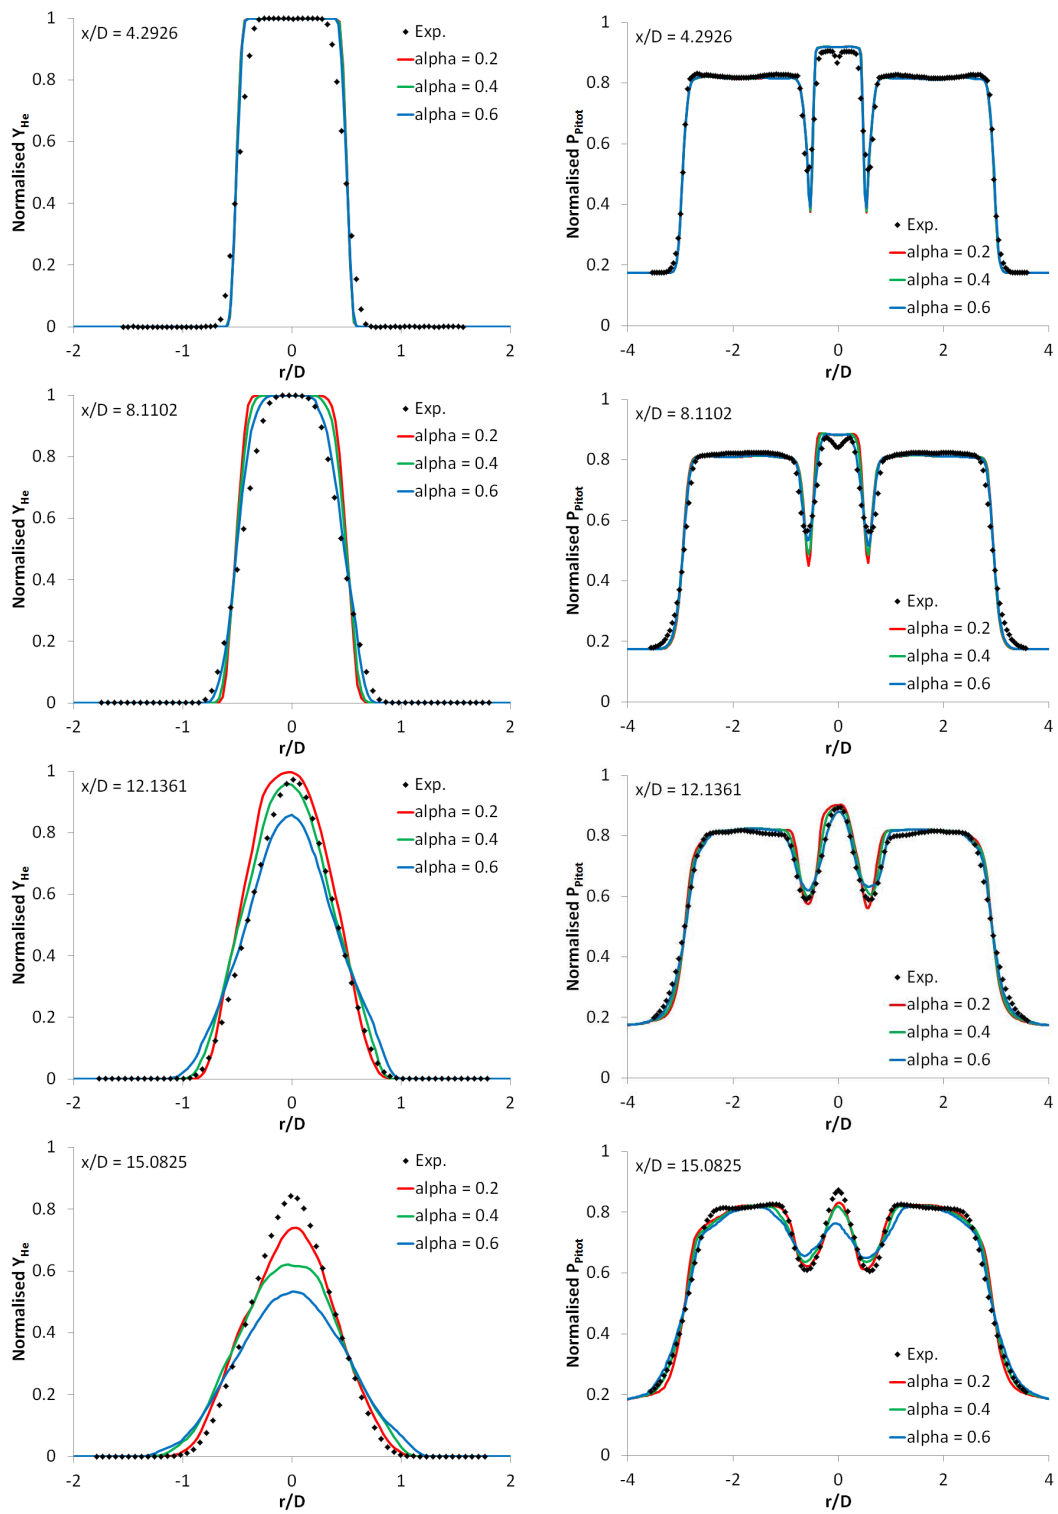 x/D = 4.2926
Normalised Y_He
1
0.8
0.6
0.4
0.2
0
-2 -1 0 1 2
r/D
Exp.
alpha = 0.2
alpha = 0.4
alpha = 0.6
x/D = 4.2926
Normalised P_Pitot
1
0.8
0.6
0.4
0.2
0
-4 -2 0 2 4
r/D
Exp.
alpha = 0.2
alpha = 0.4
alpha = 0.6
x/D = 8.1102
Normalised Y_He
1
0.8
0.6
0.4
0.2
0
-2 -1 0 1 2
r/D
Exp.
alpha = 0.2
alpha = 0.4
alpha = 0.6
x/D = 8.1102
Normalised P_Pitot
1
0.8
0.6
0.4
0.2
0
-4 -2 0 2 4
r/D
Exp.
alpha = 0.2
alpha = 0.4
alpha = 0.6
x/D = 12.1361
Normalised Y_He
1
0.8
0.6
0.4
0.2
0
-2 -1 0 1 2
r/D
Exp.
alpha = 0.2
alpha = 0.4
alpha = 0.6
x/D = 12.1361
Normalised P_Pitot
1
0.8
0.6
0.4
0.2
0
-4 -2 0 2 4
r/D
Exp.
alpha = 0.2
alpha = 0.4
alpha = 0.6
x/D = 15.0825
Normalised Y_He
1
0.8
0.6
0.4
0.2
0
-2 -1 0 1 2
r/D
Exp.
alpha = 0.2
alpha = 0.4
alpha = 0.6
x/D = 15.0825
Normalised P_Pitot
1
0.8
0.6
0.4
0.2
0
-4 -2 0 2 4
r/D
Exp.
alpha = 0.2
alpha = 0.4
alpha = 0.6